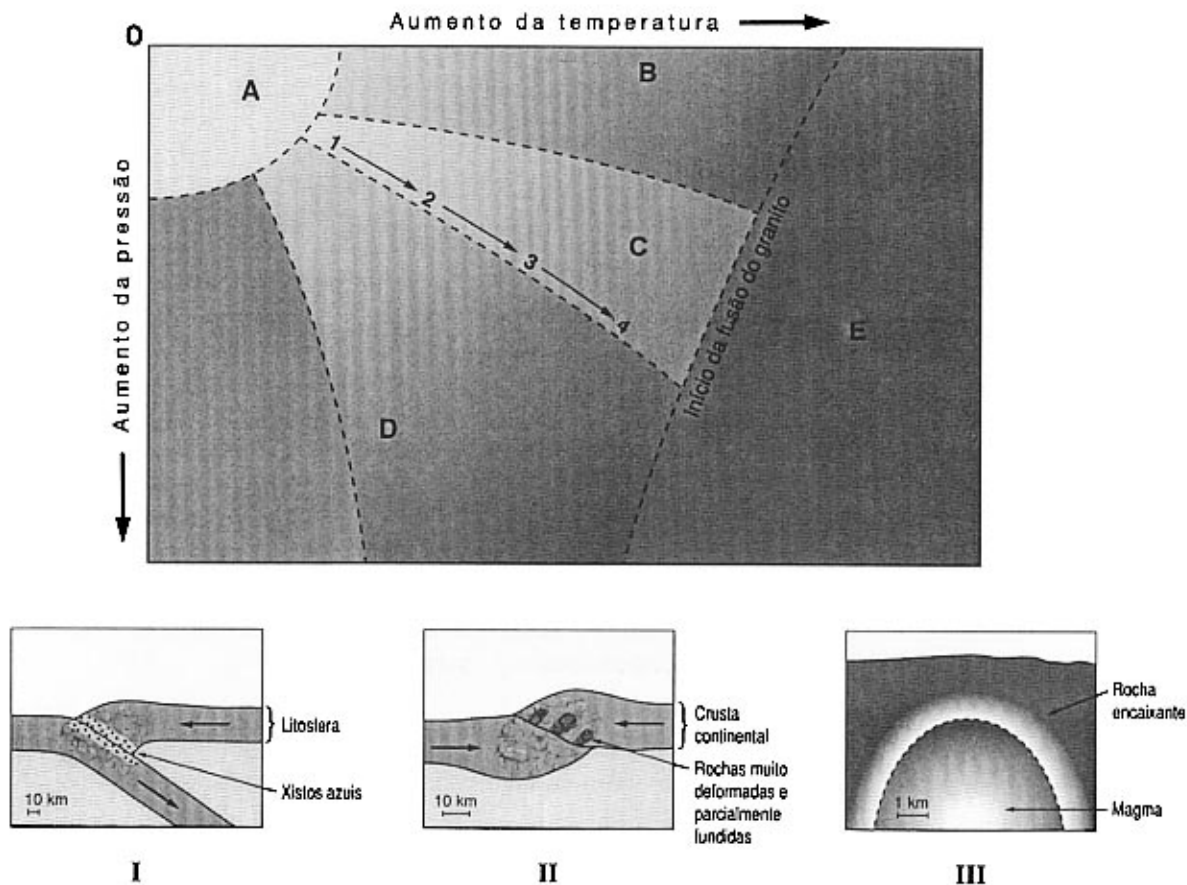 Aumento da temperatura
0
Aumento da pressão
A
B
1
2
3
4
C
D
E
Início da fusão do granito
Litosfera
Xistos azuis
10 km
I
Crusta
continental
Rochas muito
deformadas e
parcialmente
fundidas
10 km
II
Rocha
encaixante
Magma
1 km
III